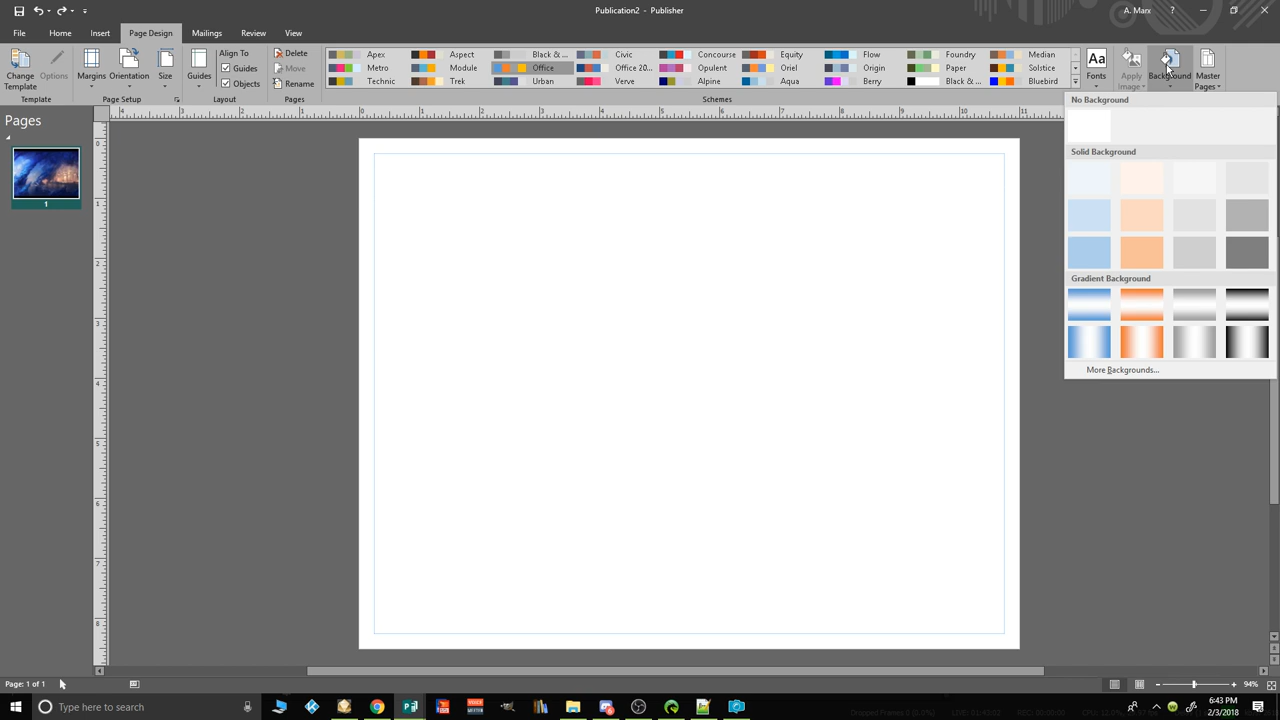 Publication2 - Publisher
A. Marx
?
File
Home
Insert
Page Design
Mailings
Review
View
Change Template
Options
Template
Margins
Orientation
Size
Page Setup
Guides
Align To
Guides
Objects
Layout
Delete
Move
Rename
Pages
Apex
Aspect
Black & ...
Civic
Concourse
Equity
Flow
Foundry
Median
Metro
Module
Office
Office 20...
Opulent
Oriel
Origin
Paper
Solstice
Technic
Trek
Urban
Verve
Alpine
Aqua
Berry
Black & ...
Bluebird
Schemes
Aa
Fonts
Apply Image
Background
Master Pages
No Background
Solid Background
Gradient Background
More Backgrounds...
Pages
1
Page: 1 of 1
94%
Type here to search
6:43 PM
2/3/2018